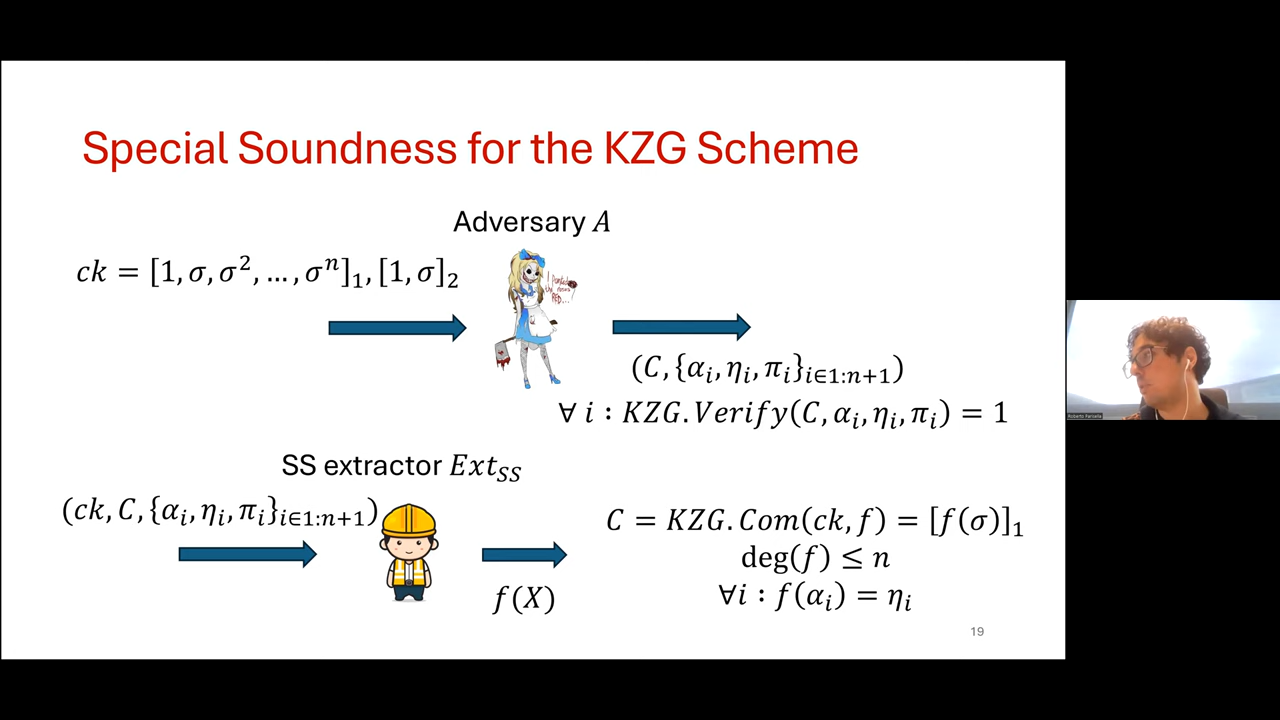 Special Soundness for the KZG Scheme
Adversary A
ck = [1, σ, σ², … , σⁿ]₁, [1, σ]₂
(C, {αᵢ, ηᵢ, πᵢ}ᵢ∈₁:ₙ₊₁)
∀ i : KZG.Verify(C, αᵢ, ηᵢ, πᵢ) = 1
SS extractor Ext_SS
(ck, C, {αᵢ, ηᵢ, πᵢ}ᵢ∈₁:ₙ₊₁)
f(X)
C = KZG.Com(ck, f) = [f(σ)]₁
deg(f) ≤ n
∀i : f(αᵢ) = ηᵢ
19